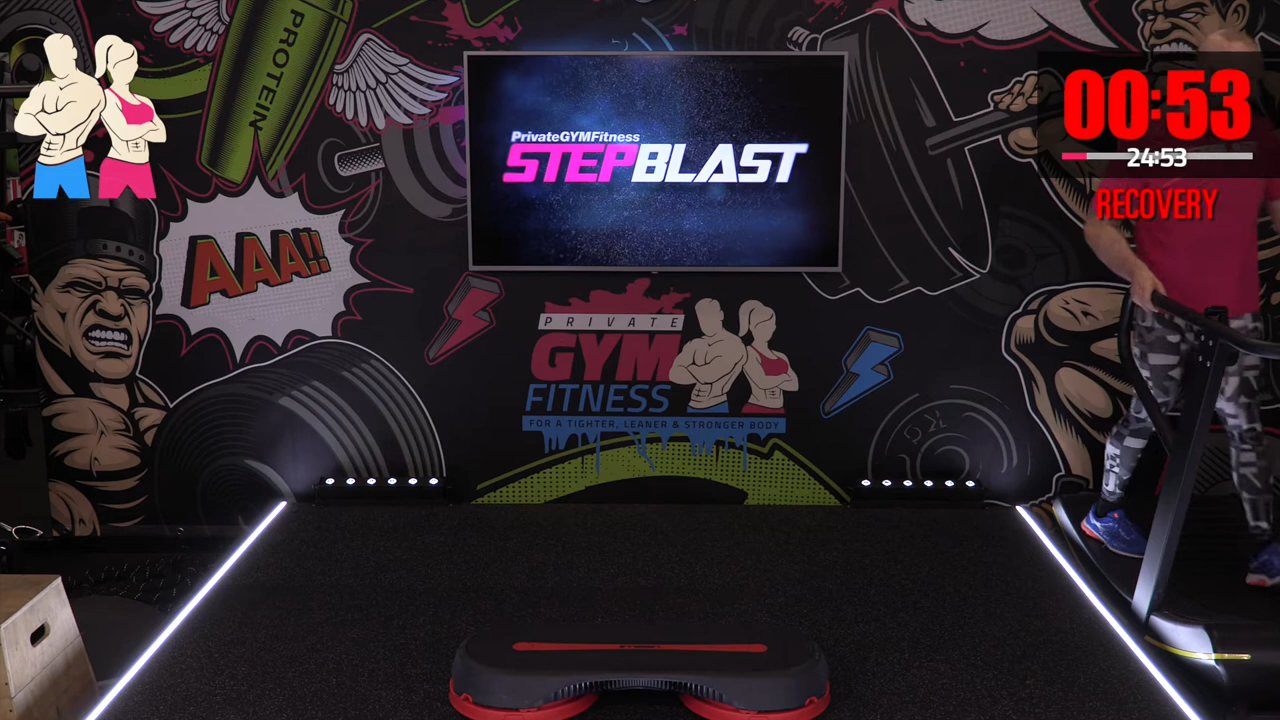 PROTEIN
AAA!!
PrivateGYMFitness
STEPBLAST
00:53
24:53
RECOVERY
PRIVATE
GYM
FITNESS
FOR A TIGHTER, LEANER & STRONGER BODY